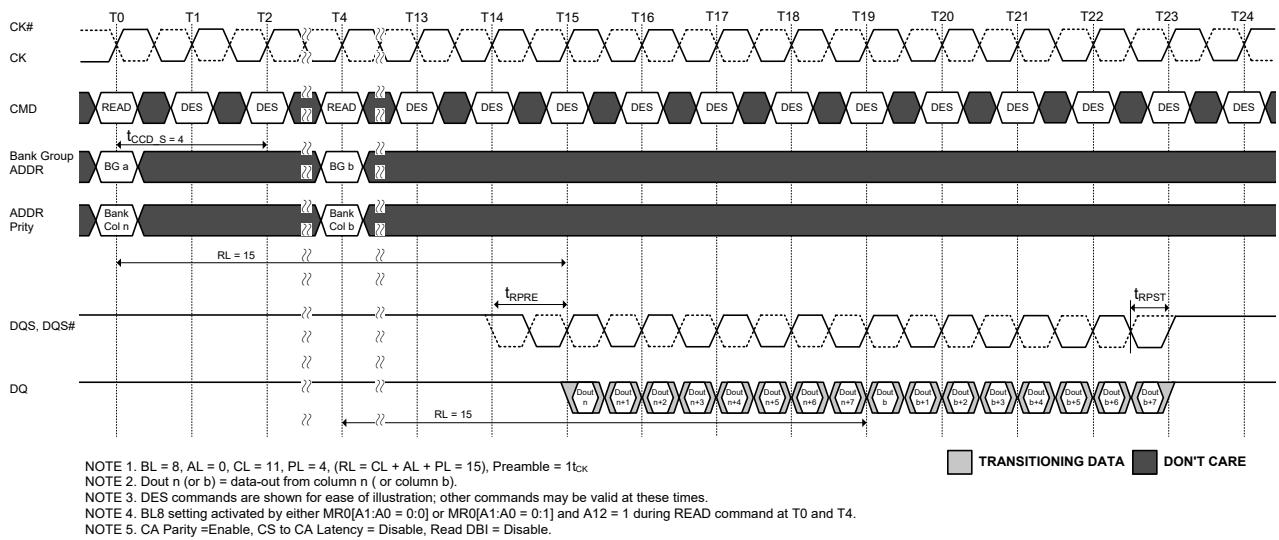 T0 T1 T2 T4 T13 T14 T15 T16 T17 T18 T19 T20 T21 T22 T23 T24
CK#
CK
CMD READ DES DES READ DES DES DES DES DES DES DES DES DES DES DES DES
tCCD_S = 4
Bank Group
ADDR
BG a BG b
ADDR
Prity
Bank
Col n
Bank
Col b
RL = 15
tRPRE tRPST
DQS, DQS#
DQ
Dout
n
Dout
n+1
Dout
n+2
Dout
n+3
Dout
n+4
Dout
n+5
Dout
n+6
Dout
n+7
Dout
b
Dout
b+1
Dout
b+2
Dout
b+3
Dout
b+4
Dout
b+5
Dout
b+6
Dout
b+7
RL = 15
NOTE 1. BL = 8, AL = 0, CL = 11, PL = 4, (RL = CL + AL + PL = 15), Preamble = 1tCK
NOTE 2. Dout n (or b) = data-out from column n ( or column b).
NOTE 3. DES commands are shown for ease of illustration; other commands may be valid at these times.
NOTE 4. BL8 setting activated by either MR0[A1:A0 = 0:0] or MR0[A1:A0 = 0:1] and A12 = 1 during READ command at T0 and T4.
NOTE 5. CA Parity =Enable, CS to CA Latency = Disable, Read DBI = Disable.
TRANSITIONING DATA DON'T CARE